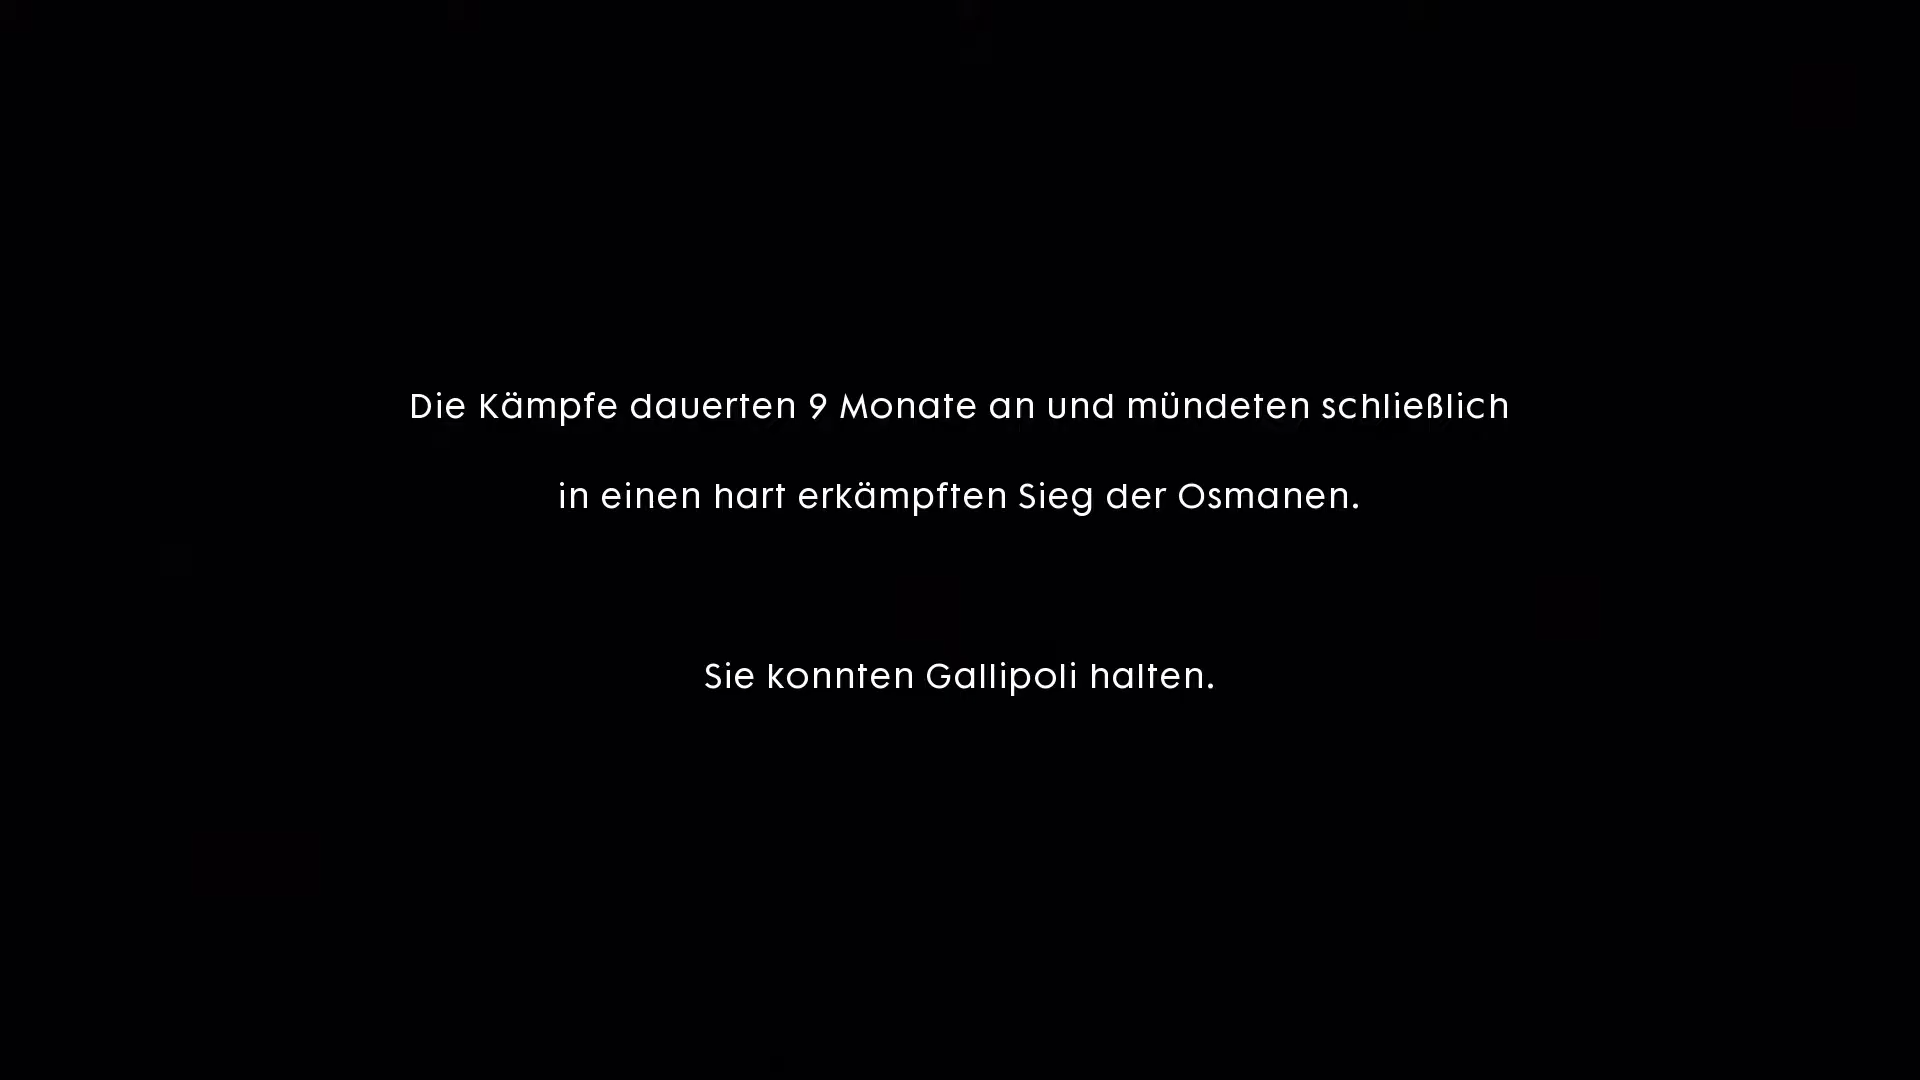 Die Kämpfe dauerten 9 Monate an und mündeten schließlich
in einen hart erkämpften Sieg der Osmanen.
Sie konnten Gallipoli halten.